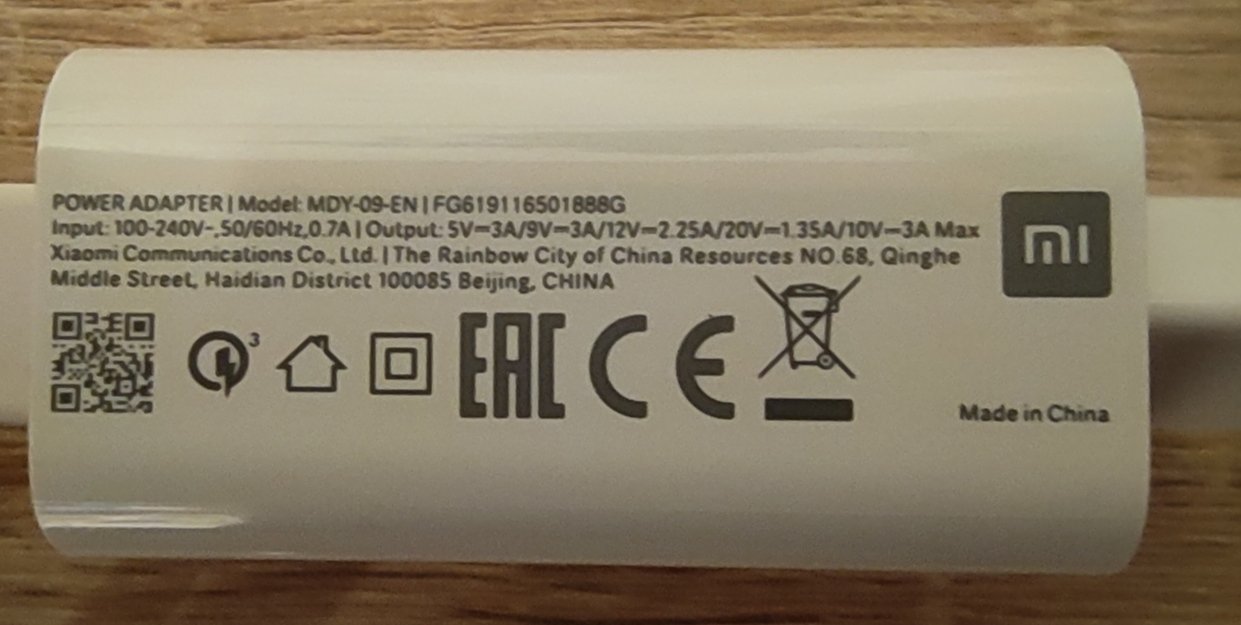 POWER ADAPTER | Model: MDY-09-EN | FG619116501888G
Input: 100-240V~,50/60Hz,0.7A | Output: 5V⎓3A/9V⎓3A/12V⎓2.25A/20V⎓1.35A/10V⎓3A Max
Xiaomi Communications Co., Ltd. | The Rainbow City of China Resources NO.68, Qinghe
Middle Street, Haidian District 100085 Beijing, CHINA
mi
3
EAC CE
Made in China